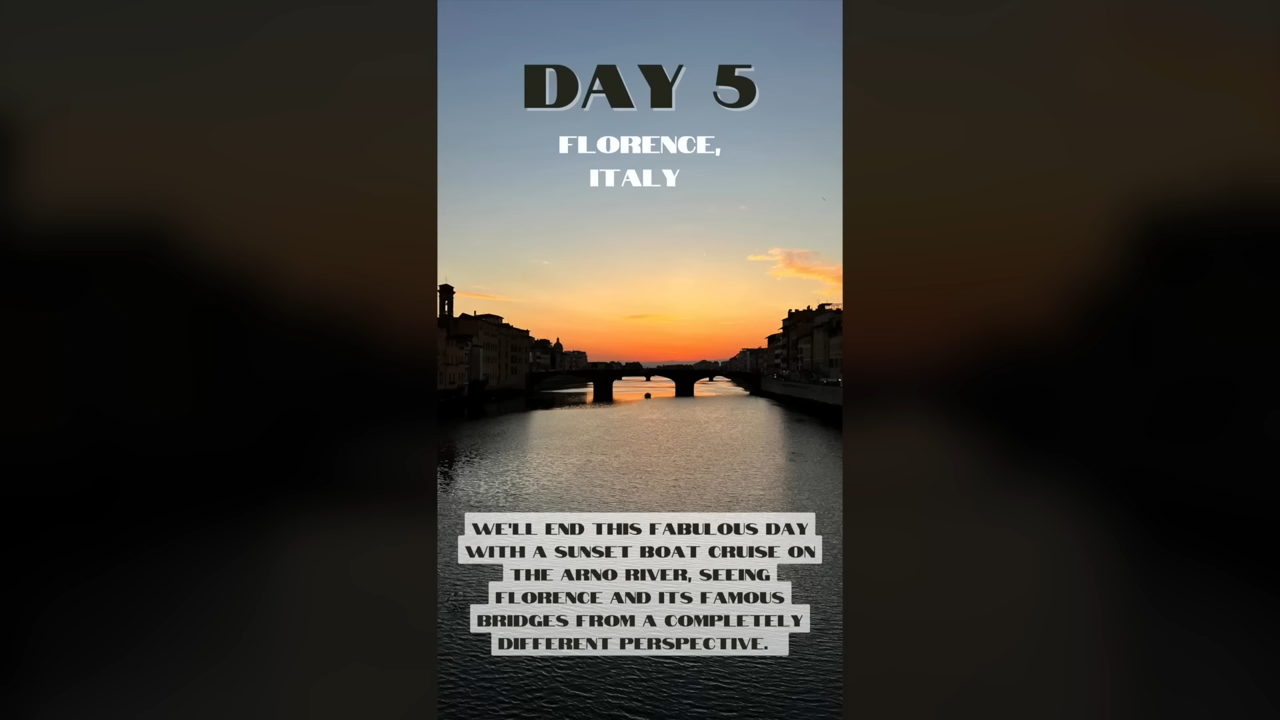 DAY 5
FLORENCE,
ITALY
WE'LL END THIS FABULOUS DAY
WITH A SUNSET BOAT CRUISE ON
THE ARNO RIVER, SEEING
FLORENCE AND ITS FAMOUS
BRIDGES FROM A COMPLETELY
DIFFERENT PERSPECTIVE.